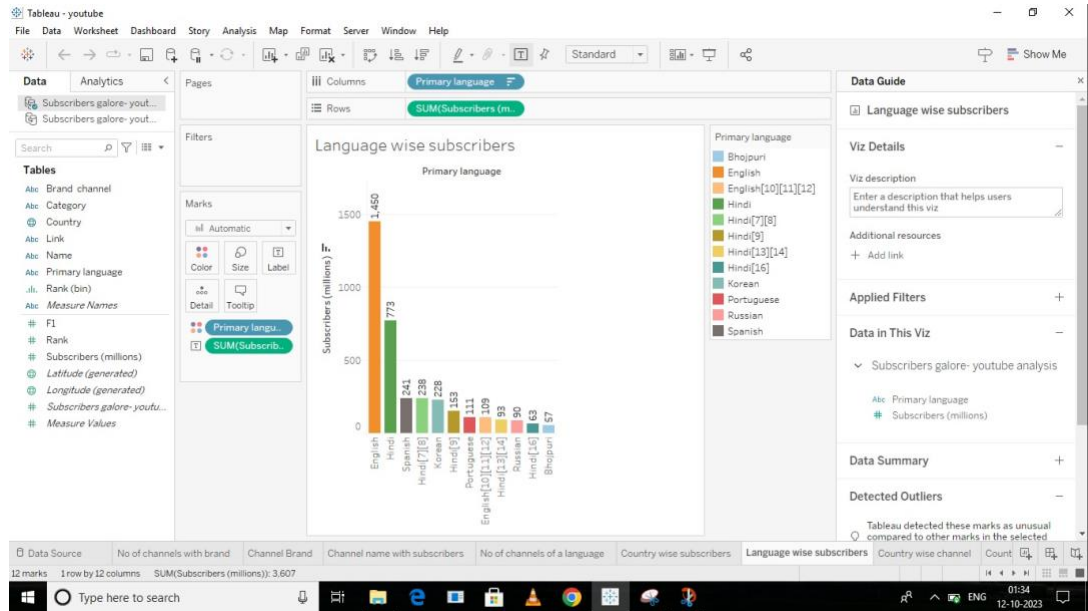 Tableau - youtube
File Data Worksheet Dashboard Story Analysis Map Format Server Window Help
Standard
Show Me
Data Analytics
Subscribers galore- yout...
Subscribers galore- yout...
Search
Tables
Abc Brand channel
Abc Category
Country
Abc Link
Abc Name
Abc Primary language
Rank (bin)
Abc Measure Names
# F1
# Rank
# Subscribers (millions)
Latitude (generated)
Longitude (generated)
# Subscribers galore-youtu...
# Measure Values
Pages
Filters
Marks
Automatic
Color Size Label
Detail Tooltip
Primary langu..
SUM(Subscrib..
Columns Primary language
Rows SUM(Subscribers (m..
Language wise subscribers
Primary language
Subscribers (millions)
1500
1000
500
0
1,450
773
241
238
228
153
111
109
93
90
63
57
English
Hindi
Spanish
Hindi[7][8]
Korean
Hindi[9]
Portuguese
English[10][11][12]
Hindi[13][14]
Russian
Hindi[16]
Bhojpuri
Primary language
Bhojpuri
English
English[10][11][12]
Hindi
Hindi[7][8]
Hindi[9]
Hindi[13][14]
Hindi[16]
Korean
Portuguese
Russian
Spanish
Data Guide
Language wise subscribers
Viz Details
Viz description
Enter a description that helps users
understand this viz
Additional resources
+ Add link
Applied Filters
Data in This Viz
Subscribers galore- youtube analysis
Abc Primary language
# Subscribers (millions)
Data Summary
Detected Outliers
Tableau detected these marks as unusual
compared to other marks in the selected
Data Source No of channels with brand Channel Brand Channel name with subscribers No of channels of a language Country wise subscribers Language wise subscribers Country wise channel Count
12 marks 1 row by 12 columns SUM(Subscribers (millions)): 3,607
Type here to search
ENG
01:34
12-10-2023